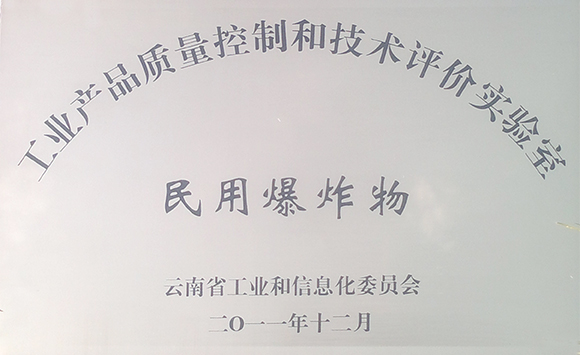 工业产品质量控制和技术评价实验室
民用爆炸物
云南省工业和信息化委员会
二〇一一年十二月